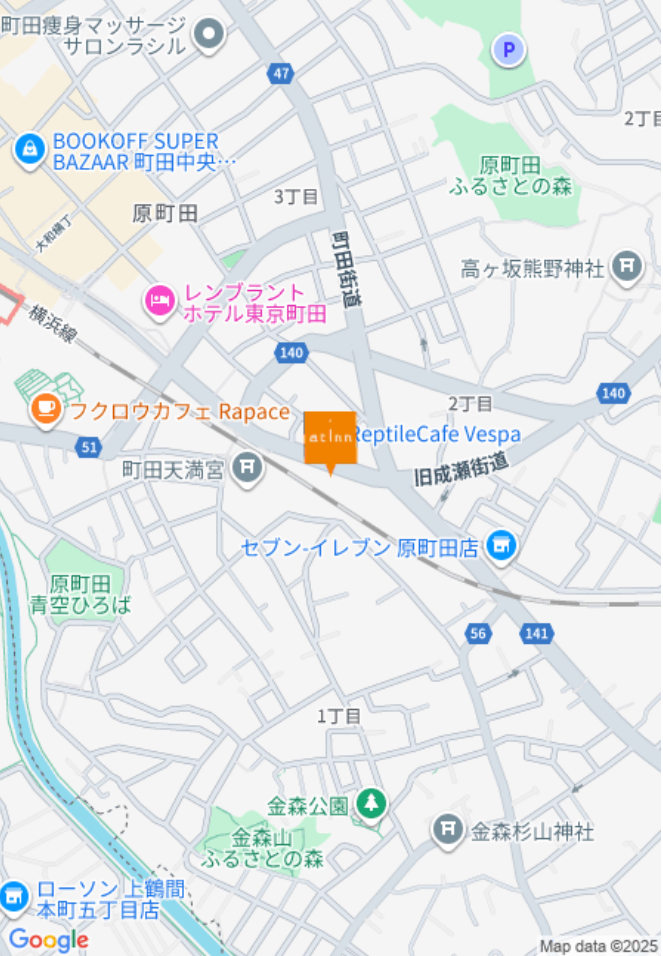 町田痩身マッサージ
サロンラシル
P
47
2丁目
BOOKOFF SUPER
BAZAAR 町田中央…
原町田
ふるさとの森
3丁目
原町田
大和横丁
町田街道
高ヶ坂熊野神社
レンブラント
ホテル東京町田
横浜線
140
140
2丁目
フクロウカフェ Rapace
at inn
ReptileCafe Vespa
51
町田天満宮
旧成瀬街道
セブン-イレブン 原町田店
原町田
青空ひろば
56
141
1丁目
金森公園
金森杉山神社
金森山
ふるさとの森
ローソン 上鶴間
本町五丁目店
Google
Map data ©2025